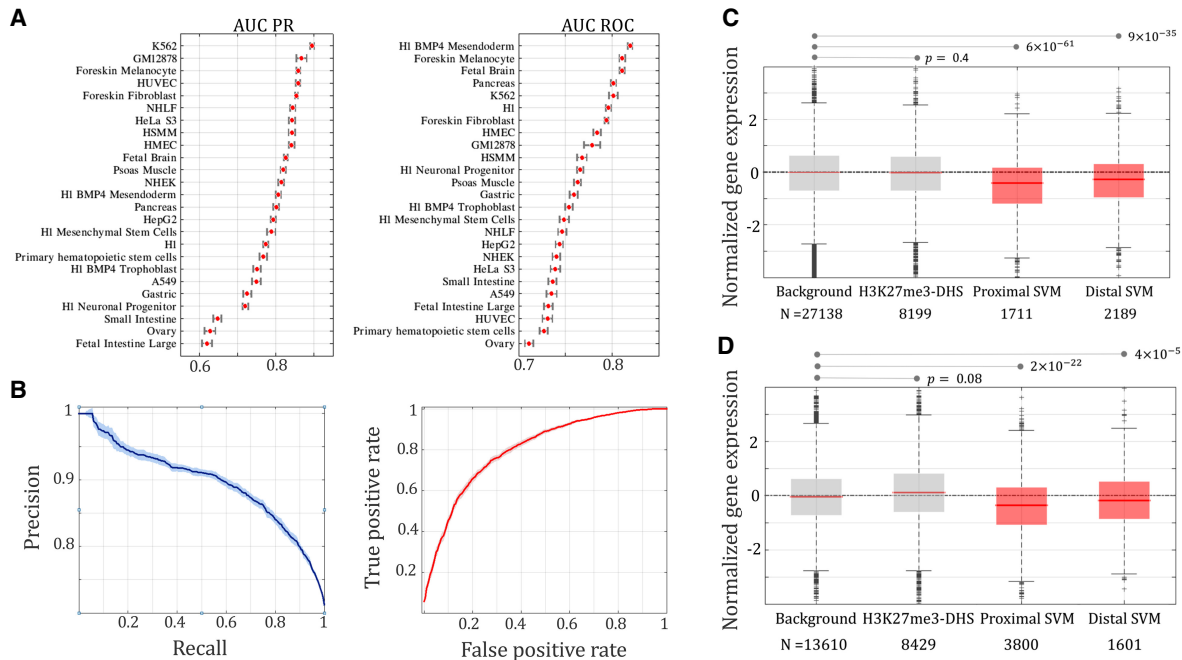 A
AUC PR
K562
GM12878
Foreskin Melanocyte
HUVEC
Foreskin Fibroblast
NHLF
HeLa S3
HSMM
HMEC
Fetal Brain
Psoas Muscle
NHEK
H1 BMP4 Mesendoderm
Pancreas
HepG2
H1 Mesenchymal Stem Cells
H1
Primary hematopoietic stem cells
H1 BMP4 Trophoblast
A549
Gastric
H1 Neuronal Progenitor
Small Intestine
Ovary
Fetal Intestine Large
0.6 0.8
AUC ROC
H1 BMP4 Mesendoderm
Foreskin Melanocyte
Fetal Brain
Pancreas
K562
H1
Foreskin Fibroblast
HMEC
GM12878
HSMM
H1 Neuronal Progenitor
Psoas Muscle
Gastric
H1 BMP4 Trophoblast
H1 Mesenchymal Stem Cells
NHLF
HepG2
NHEK
HeLa S3
Small Intestine
A549
Fetal Intestine Large
HUVEC
Primary hematopoietic stem cells
Ovary
0.7 0.8
B
Precision
1
0.9
0.8
0.2 0.4 0.6 0.8 1
Recall
True positive rate
1
0.8
0.6
0.4
0.2
0.2 0.4 0.6 0.8 1
False positive rate
C
9×10−35
6×10−61
p = 0.4
Normalized gene expression
2
0
-2
Background H3K27me3-DHS Proximal SVM Distal SVM
N =27138 8199 1711 2189
D
4×10−5
2×10−22
p = 0.08
Normalized gene expression
2
0
-2
Background H3K27me3-DHS Proximal SVM Distal SVM
N =13610 8429 3800 1601